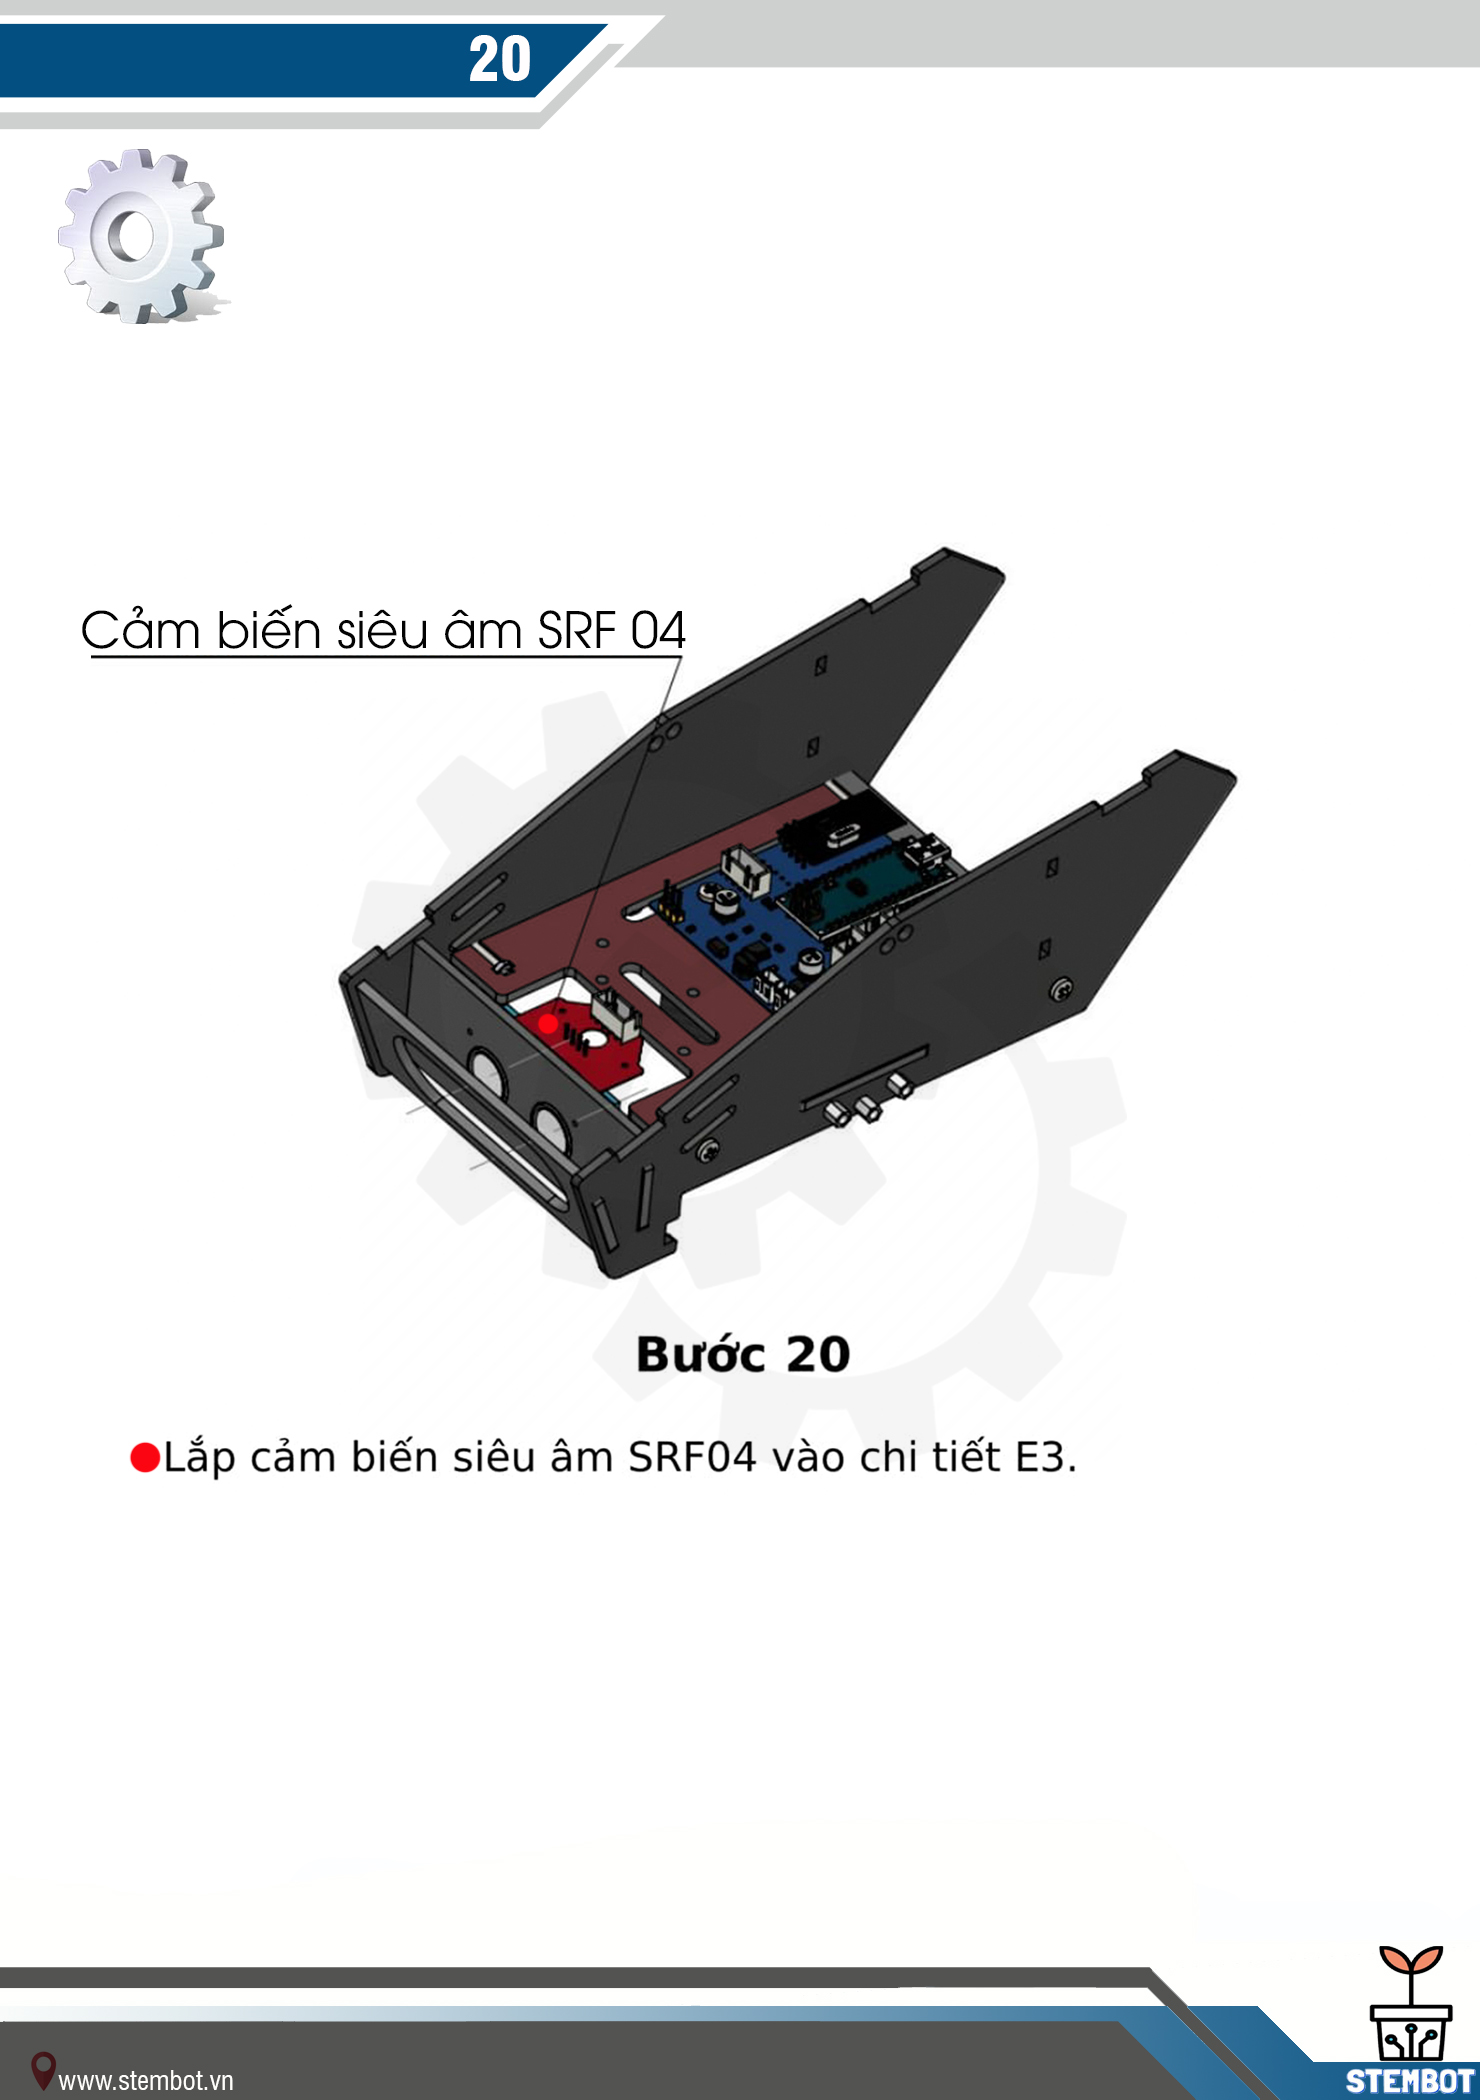 20
Cảm biến siêu âm SRF 04
Bước 20
Lắp cảm biến siêu âm SRF04 vào chi tiết E3.
www.stembot.vn
STEMBOT